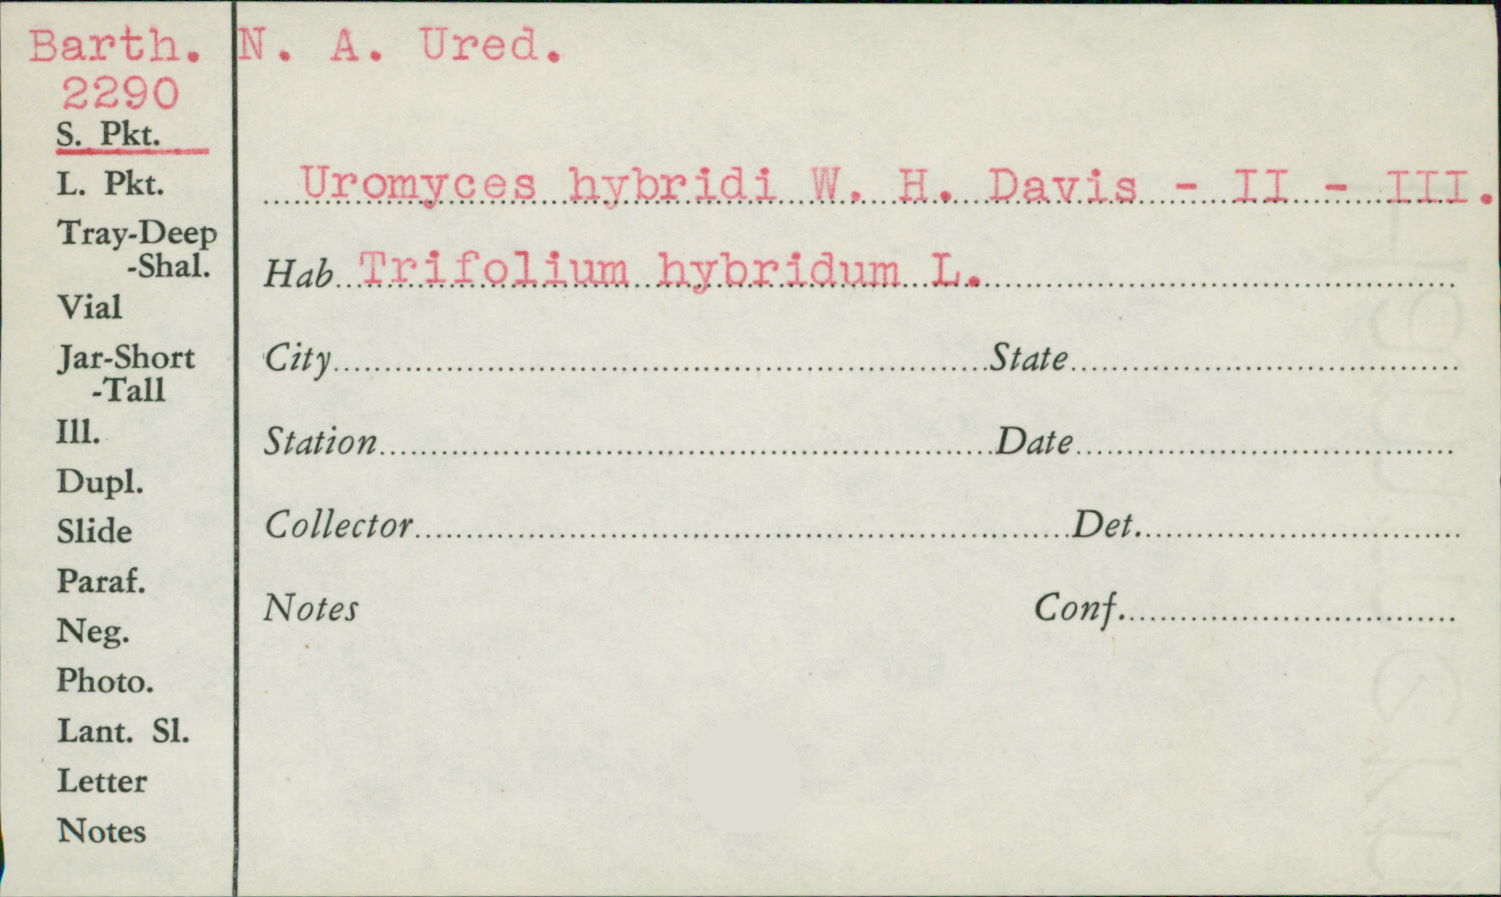 Barth. N. A. Ured.
2290
S. Pkt.
L. Pkt.
Tray-Deep
-Shal.
Vial
Jar-Short
-Tall
Ill.
Dupl.
Slide
Paraf.
Neg.
Photo.
Lant. Sl.
Letter
Notes
Uromyces hybridi W. H. Davis - II - III.
Hab. Trifolium hybridum L.
City State
Station Date
Collector Det.
Notes Conf.